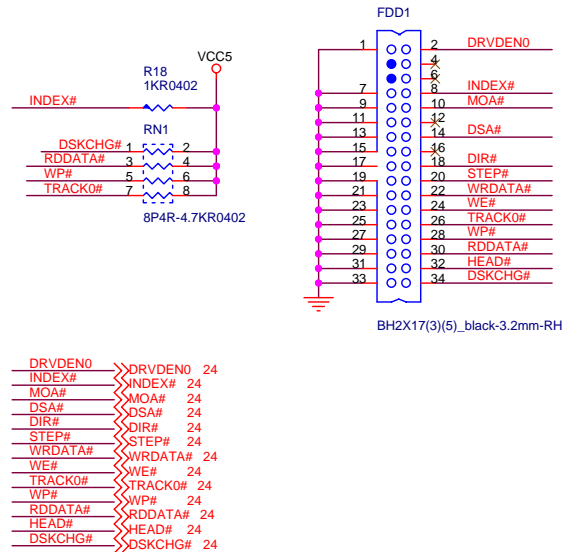 FDD1
1 2 DRVDEN0
4
6
7 8 INDEX#
9 10 MOA#
11 12
13 14 DSA#
15 16
17 18 DIR#
19 20 STEP#
21 22 WRDATA#
23 24 WE#
25 26 TRACK0#
27 28 WP#
29 30 RDDATA#
31 32 HEAD#
33 34 DSKCHG#
BH2X17(3)(5)_black-3.2mm-RH
VCC5
R18
1KR0402
INDEX#
RN1
DSKCHG# 1 2
RDDATA# 3 4
WP# 5 6
TRACK0# 7 8
8P4R-4.7KR0402
DRVDEN0 DRVDEN0 24
INDEX# INDEX# 24
MOA# MOA# 24
DSA# DSA# 24
DIR# DIR# 24
STEP# STEP# 24
WRDATA# WRDATA# 24
WE# WE# 24
TRACK0# TRACK0# 24
WP# WP# 24
RDDATA# RDDATA# 24
HEAD# HEAD# 24
DSKCHG# DSKCHG# 24